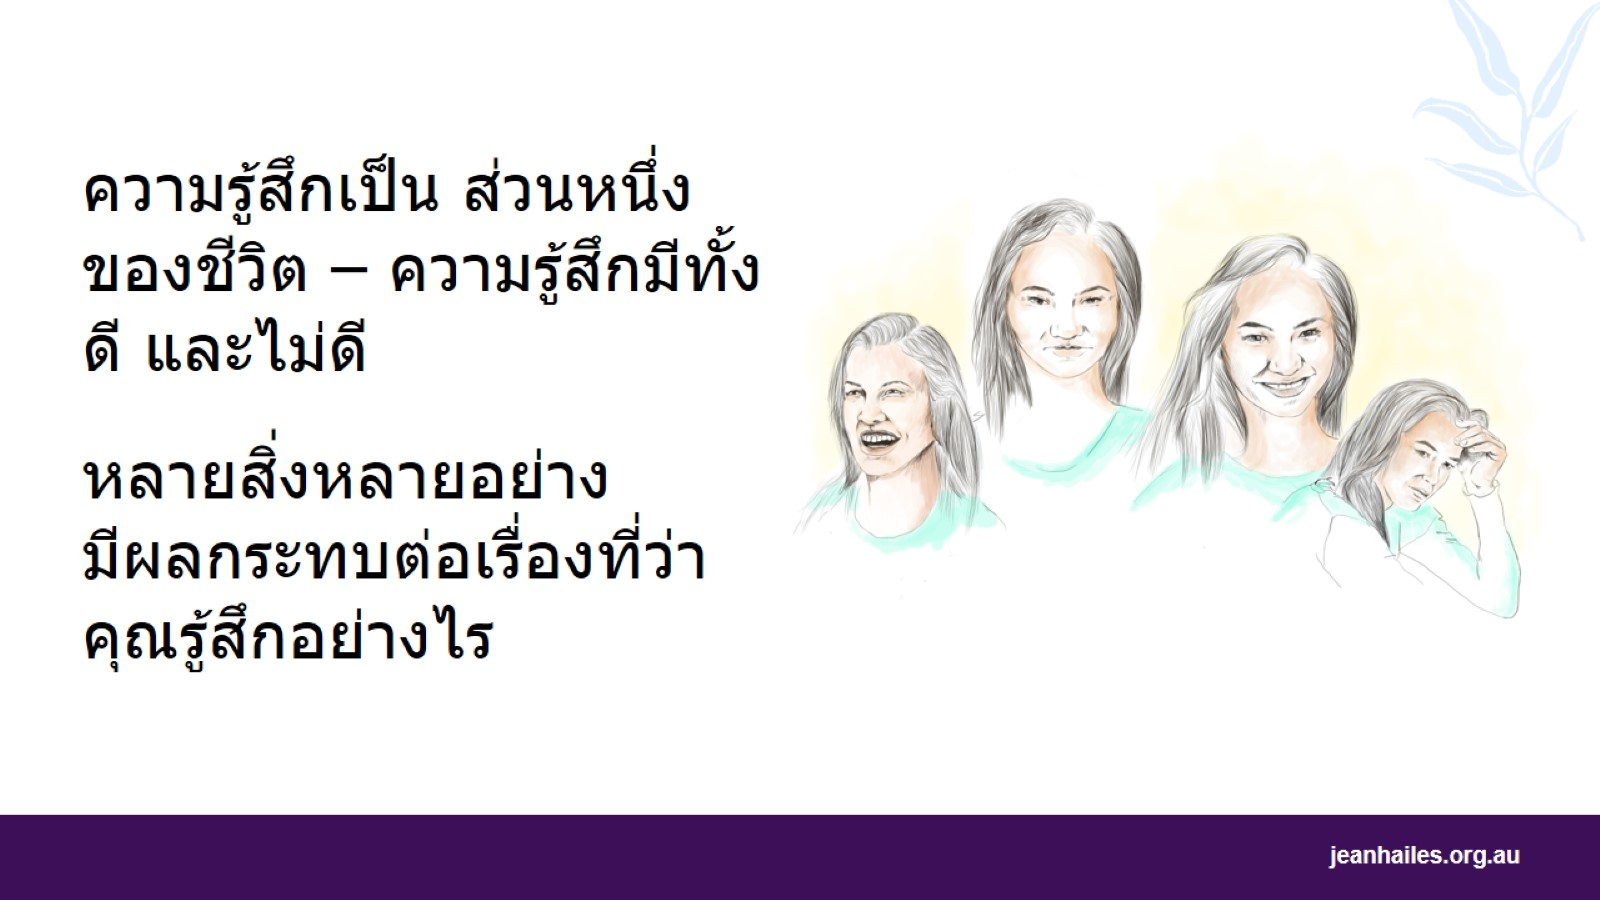 ความรู้สึกเป็น ส่วนหนึ่ง
ของชีวิต – ความรู้สึกมีทั้ง
ดี และไม่ดี
หลายสิ่งหลายอย่าง
มีผลกระทบต่อเรื่องที่ว่า
คุณรู้สึกอย่างไร
jeanhailes.org.au